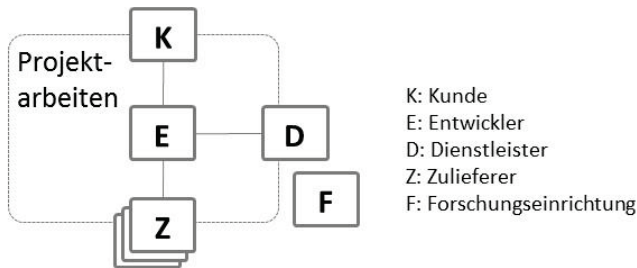 K
Projekt-
arbeiten
E
D
Z
F
K: Kunde
E: Entwickler
D: Dienstleister
Z: Zulieferer
F: Forschungseinrichtung